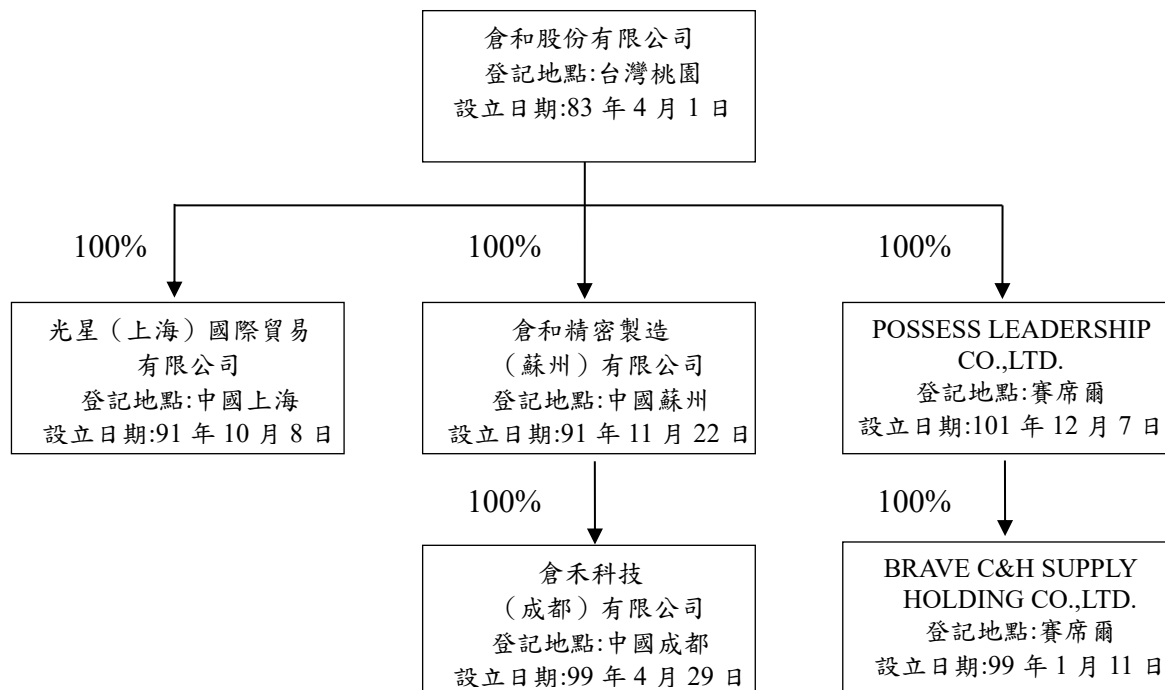 倉和股份有限公司
登記地點:台灣桃園
設立日期:83 年 4 月 1 日
100%
100%
100%
光星（上海）國際貿易
有限公司
登記地點:中國上海
設立日期:91 年 10 月 8 日
倉和精密製造
（蘇州）有限公司
登記地點:中國蘇州
設立日期:91 年 11 月 22 日
POSSESS LEADERSHIP
CO.,LTD.
登記地點:賽席爾
設立日期:101 年 12 月 7 日
100%
100%
倉禾科技
（成都）有限公司
登記地點:中國成都
設立日期:99 年 4 月 29 日
BRAVE C&H SUPPLY
HOLDING CO.,LTD.
登記地點:賽席爾
設立日期:99 年 1 月 11 日